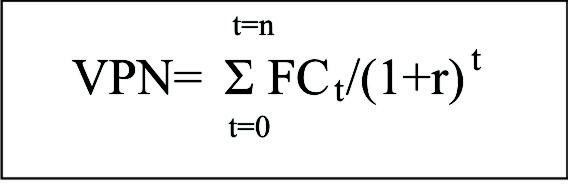 t=n
VPN= Σ FCt/(1+r)^t
t=0